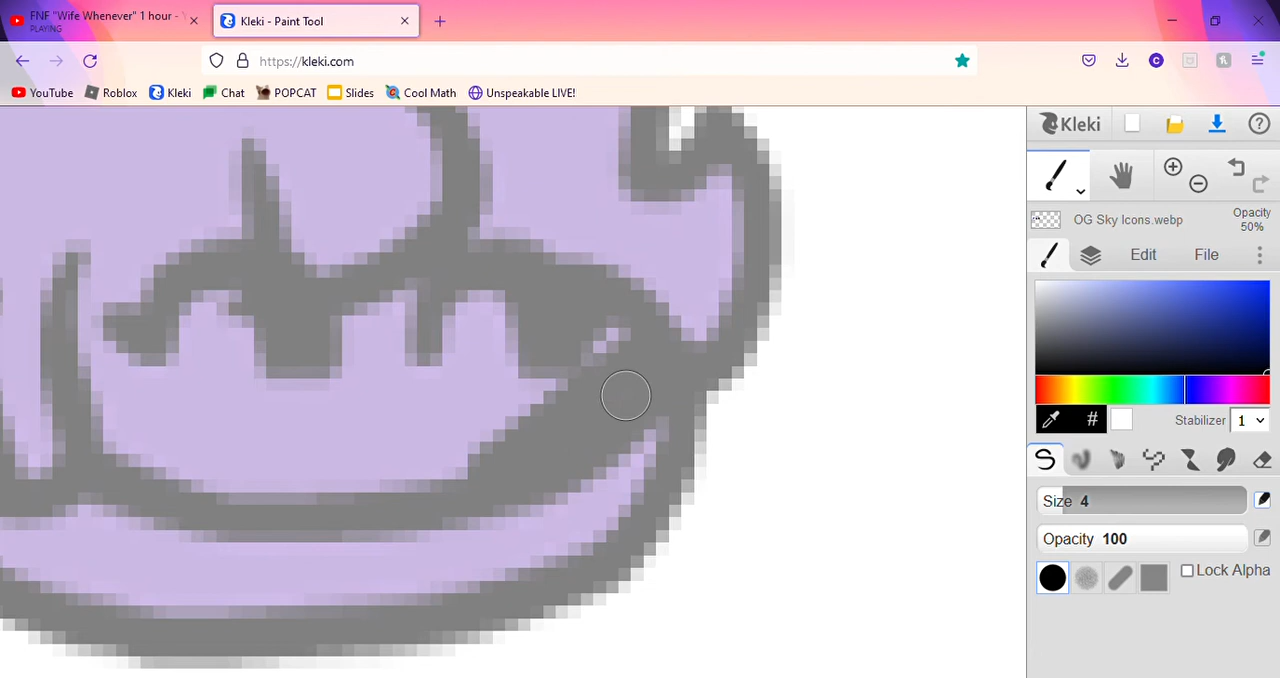 FNF "Wife Whenever" 1 hour -
PLAYING
Kleki - Paint Tool
https://kleki.com
YouTube Roblox Kleki Chat POPCAT Slides Cool Math Unspeakable LIVE!
Kleki
OG Sky Icons.webp
Opacity
50%
Edit File
Stabilizer 1
Size 4
Opacity 100
Lock Alpha